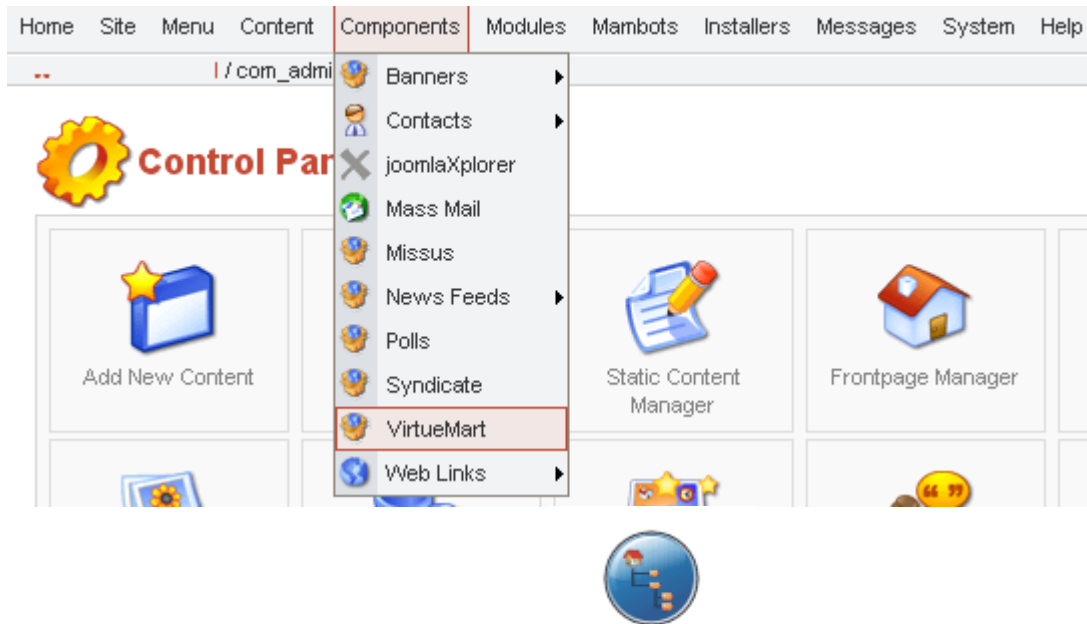 Home Site Menu Content Components Modules Mambots Installers Messages System Help
/ com_admi
Banners
Contacts
joomlaXplorer
Mass Mail
Missus
News Feeds
Polls
Syndicate
VirtueMart
Web Links
Control Pan
Add New Content
Static Content
Manager
Frontpage Manager